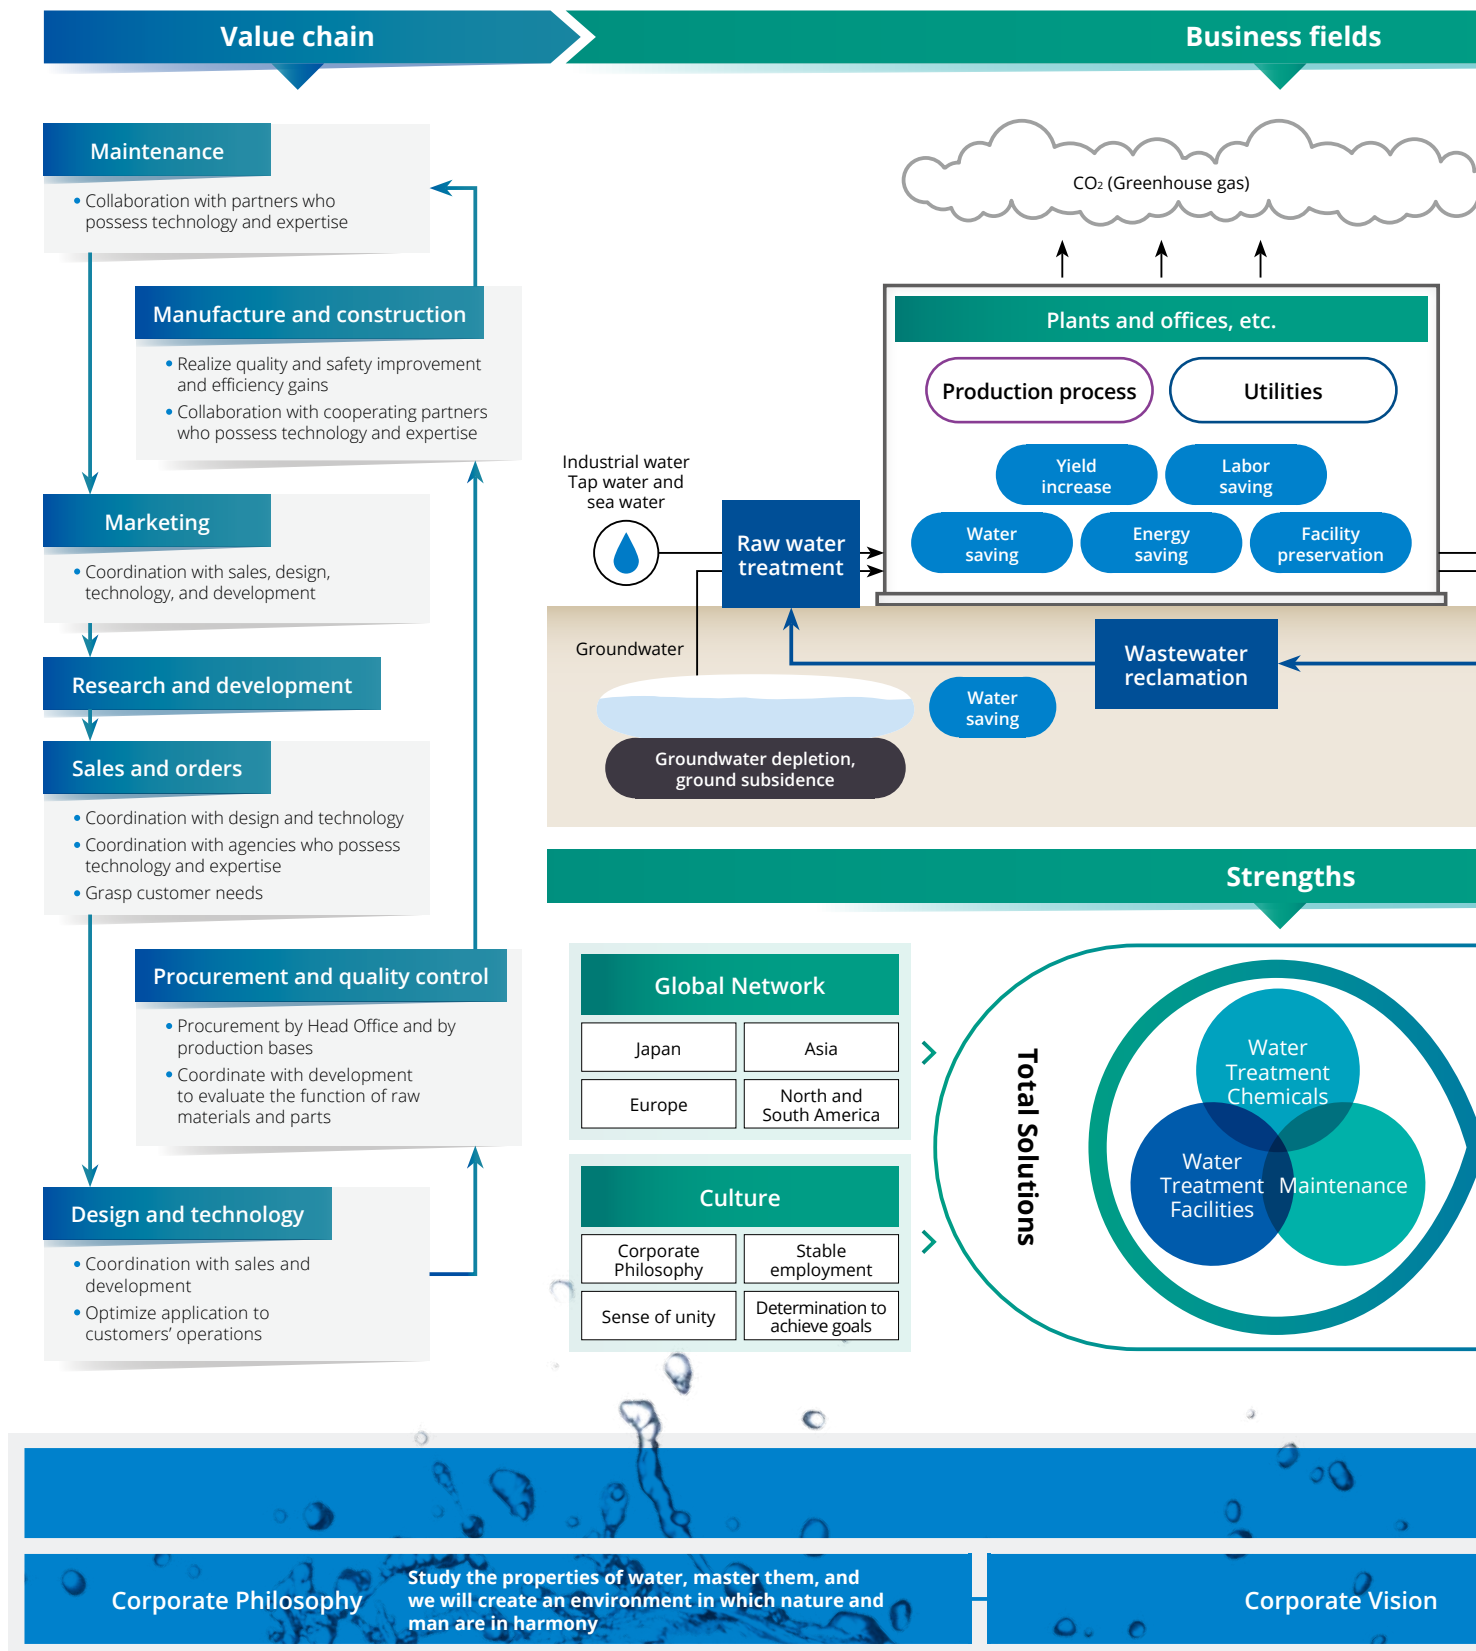 Value chain
Business fields
Maintenance
• Collaboration with partners who
possess technology and expertise
Manufacture and construction
• Realize quality and safety improvement
and efficiency gains
• Collaboration with cooperating partners
who possess technology and expertise
Marketing
• Coordination with sales, design,
technology, and development
Research and development
Sales and orders
• Coordination with design and technology
• Coordination with agencies who possess
technology and expertise
• Grasp customer needs
Procurement and quality control
• Procurement by Head Office and by
production bases
• Coordinate with development
to evaluate the function of raw
materials and parts
Design and technology
• Coordination with sales and
development
• Optimize application to
customers’ operations
CO₂ (Greenhouse gas)
Plants and offices, etc.
Production process
Utilities
Yield
increase
Labor
saving
Water
saving
Energy
saving
Facility
preservation
Industrial water
Tap water and
sea water
Raw water
treatment
Groundwater
Wastewater
reclamation
Water
saving
Groundwater depletion,
ground subsidence
Strengths
Global Network
Japan
Asia
Europe
North and
South America
Culture
Corporate
Philosophy
Stable
employment
Sense of unity
Determination to
achieve goals
Total Solutions
Water
Treatment
Chemicals
Water
Treatment
Facilities
Maintenance
Corporate Philosophy
Study the properties of water, master them, and
we will create an environment in which nature and
man are in harmony
Corporate Vision